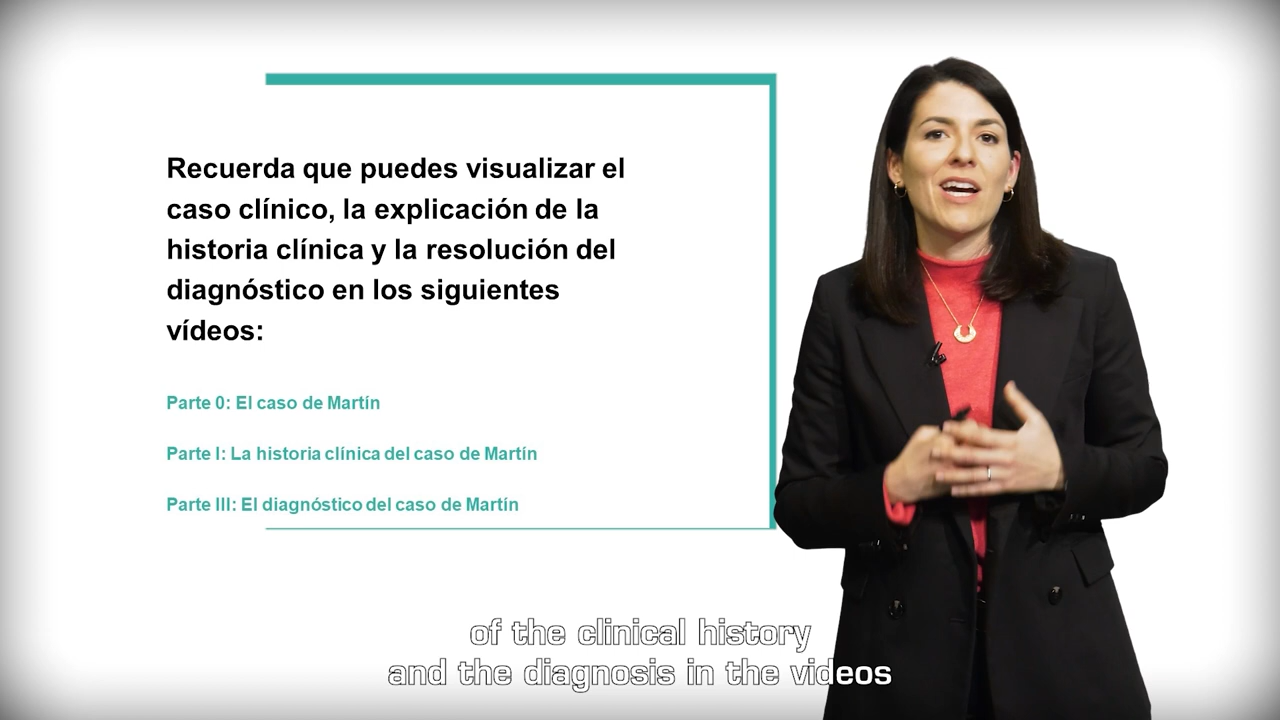 Recuerda que puedes visualizar el
caso clínico, la explicación de la
historia clínica y la resolución del
diagnóstico en los siguientes
vídeos:
Parte 0: El caso de Martín
Parte I: La historia clínica del caso de Martín
Parte III: El diagnóstico del caso de Martín
of the clinical history
and the diagnosis in the videos